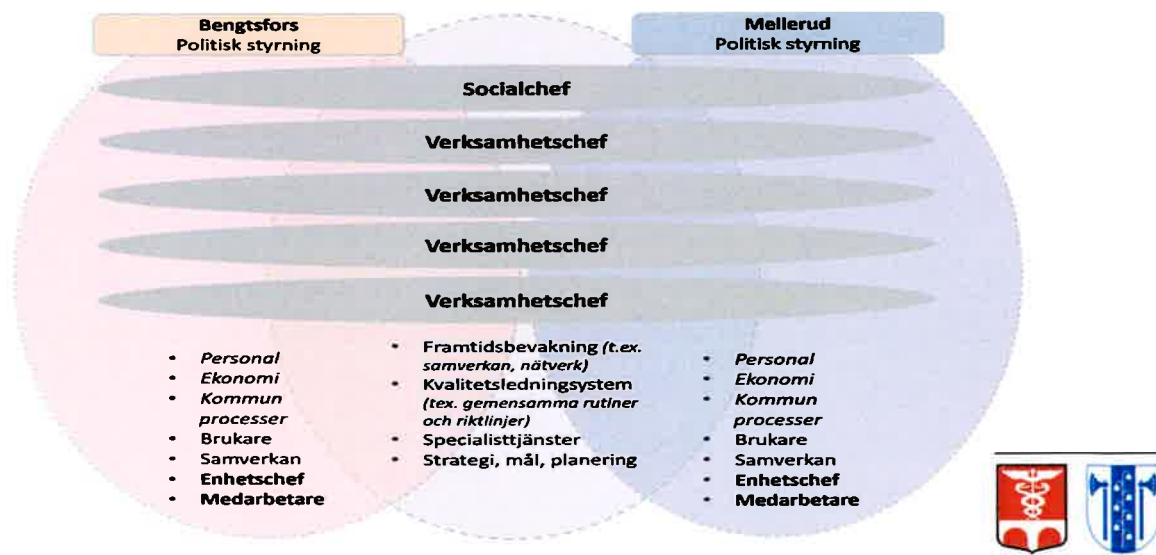 Bengtsfors
Politisk styrning
Mellerud
Politisk styrning
Socialchef
Verksamhetschef
Verksamhetschef
Verksamhetschef
Verksamhetschef
• Personal
• Ekonomi
• Kommun
processer
• Brukare
• Samverkan
• Enhetschef
• Medarbetare
• Framtidsbevakning (t.ex.
samverkan, nätverk)
• Kvalitetsledningsystem
(tex. gemensamma rutiner
och riktlinjer)
• Specialisttjänster
• Strategi, mål, planering
• Personal
• Ekonomi
• Kommun
processer
• Brukare
• Samverkan
• Enhetschef
• Medarbetare